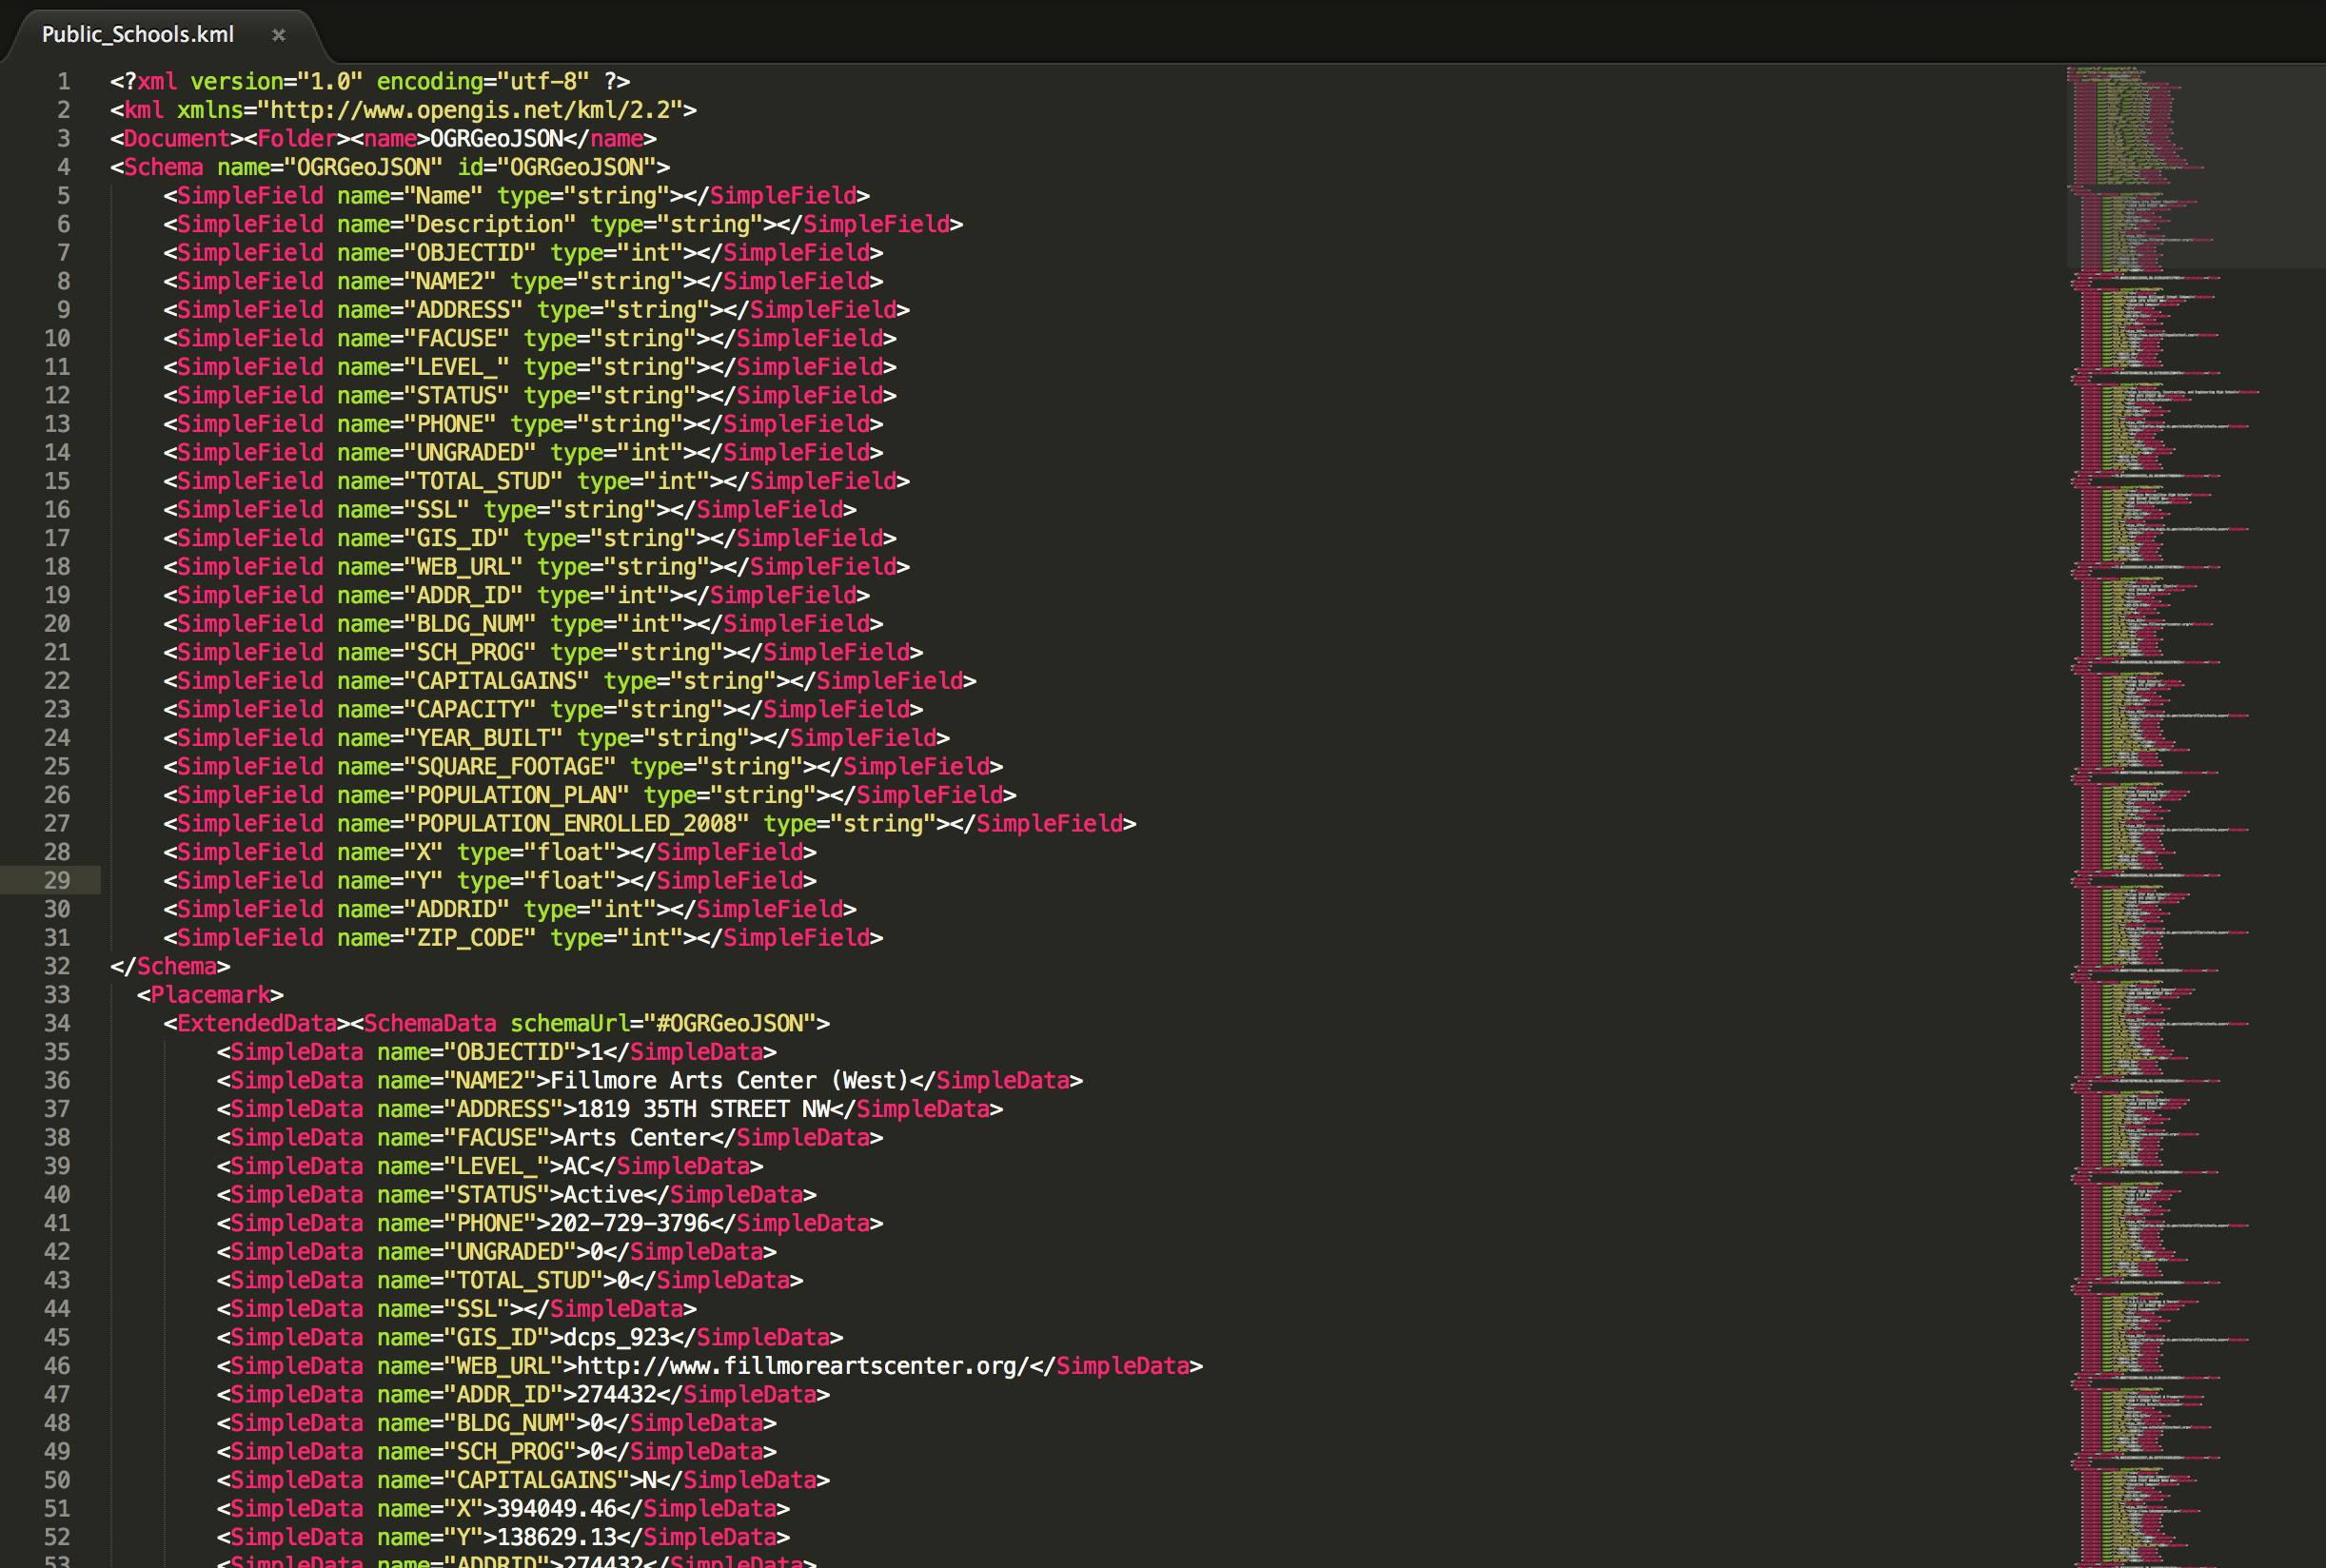 Public_Schools.kml ×
1 <?xml version="1.0" encoding="utf-8" ?>
2 <kml xmlns="http://www.opengis.net/kml/2.2">
3 <Document><Folder><name>OGRGeoJSON</name>
4 <Schema name="OGRGeoJSON" id="OGRGeoJSON">
5 <SimpleField name="Name" type="string"></SimpleField>
6 <SimpleField name="Description" type="string"></SimpleField>
7 <SimpleField name="OBJECTID" type="int"></SimpleField>
8 <SimpleField name="NAME2" type="string"></SimpleField>
9 <SimpleField name="ADDRESS" type="string"></SimpleField>
10 <SimpleField name="FACUSE" type="string"></SimpleField>
11 <SimpleField name="LEVEL_" type="string"></SimpleField>
12 <SimpleField name="STATUS" type="string"></SimpleField>
13 <SimpleField name="PHONE" type="string"></SimpleField>
14 <SimpleField name="UNGRADED" type="int"></SimpleField>
15 <SimpleField name="TOTAL_STUD" type="int"></SimpleField>
16 <SimpleField name="SSL" type="string"></SimpleField>
17 <SimpleField name="GIS_ID" type="string"></SimpleField>
18 <SimpleField name="WEB_URL" type="string"></SimpleField>
19 <SimpleField name="ADDR_ID" type="int"></SimpleField>
20 <SimpleField name="BLDG_NUM" type="int"></SimpleField>
21 <SimpleField name="SCH_PROG" type="string"></SimpleField>
22 <SimpleField name="CAPITALGAINS" type="string"></SimpleField>
23 <SimpleField name="CAPACITY" type="string"></SimpleField>
24 <SimpleField name="YEAR_BUILT" type="string"></SimpleField>
25 <SimpleField name="SQUARE_FOOTAGE" type="string"></SimpleField>
26 <SimpleField name="POPULATION_PLAN" type="string"></SimpleField>
27 <SimpleField name="POPULATION_ENROLLED_2008" type="string"></SimpleField>
28 <SimpleField name="X" type="float"></SimpleField>
29 <SimpleField name="Y" type="float"></SimpleField>
30 <SimpleField name="ADDRID" type="int"></SimpleField>
31 <SimpleField name="ZIP_CODE" type="int"></SimpleField>
32 </Schema>
33 <Placemark>
34 <ExtendedData><SchemaData schemaUrl="#OGRGeoJSON">
35 <SimpleData name="OBJECTID">1</SimpleData>
36 <SimpleData name="NAME2">Fillmore Arts Center (West)</SimpleData>
37 <SimpleData name="ADDRESS">1819 35TH STREET NW</SimpleData>
38 <SimpleData name="FACUSE">Arts Center</SimpleData>
39 <SimpleData name="LEVEL_">AC</SimpleData>
40 <SimpleData name="STATUS">Active</SimpleData>
41 <SimpleData name="PHONE">202-729-3796</SimpleData>
42 <SimpleData name="UNGRADED">0</SimpleData>
43 <SimpleData name="TOTAL_STUD">0</SimpleData>
44 <SimpleData name="SSL"></SimpleData>
45 <SimpleData name="GIS_ID">dcps_923</SimpleData>
46 <SimpleData name="WEB_URL">http://www.fillmoreartscenter.org/</SimpleData>
47 <SimpleData name="ADDR_ID">274432</SimpleData>
48 <SimpleData name="BLDG_NUM">0</SimpleData>
49 <SimpleData name="SCH_PROG">0</SimpleData>
50 <SimpleData name="CAPITALGAINS">N</SimpleData>
51 <SimpleData name="X">394049.46</SimpleData>
52 <SimpleData name="Y">138629.13</SimpleData>
53 <SimpleData name="ADDRID">274432</SimpleData>